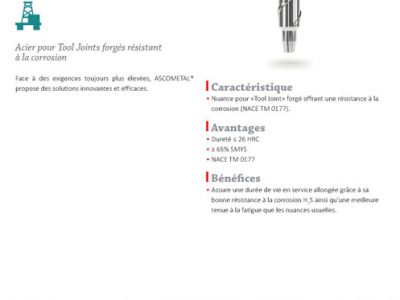 Acier pour Tool Joints forgés résistant
à la corrosion
Face à des exigences toujours plus élevées, ASCOMETAL®
propose des solutions innovantes et efficaces.
Caractéristique
• Nuance pour «Tool Joint» forgé offrant une résistance à la
corrosion (NACE TM 0177).
Avantages
• Dureté ≤ 26 HRC
• ≥ 65% SMYS
• NACE TM 0177
Bénéfices
• Assure une durée de vie en service allongée grâce à sa
bonne résistance à la corrosion H₂S ainsi qu'une meilleure
tenue à la fatigue que les nuances usuelles.